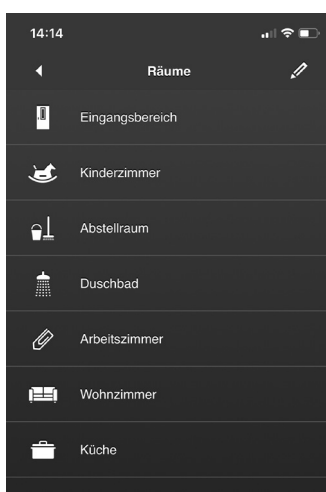 14:14
Räume
Eingangsbereich
Kinderzimmer
Abstellraum
Duschbad
Arbeitszimmer
Wohnzimmer
Küche